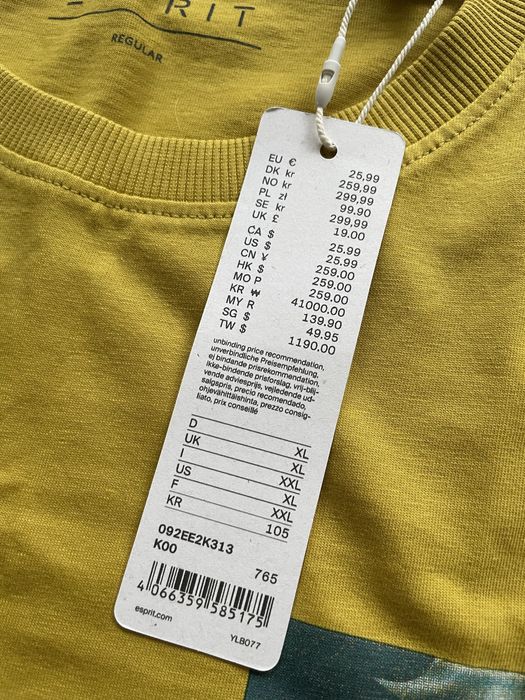 RIT
REGULAR
EU € 25,99
DK kr 259,99
NO kr 299,99
PL zł 99.90
SE kr 299,99
UK £ 19.00
CA $ 25.99
US $ 25.99
CN ¥ 259.00
HK $ 259.00
MO P 259.00
KR ₩ 41000.00
MY R 139.90
SG $ 49.95
TW $ 1190.00
unbinding price recommendation,
unverbindliche Preisempfehlung,
ej bindande prisrekommendation,
ikke-bindende prisforslag, vrij-blij-
vende adviesprijs, vejledende ud-
salgspris, precio recomendado,
ohjevähittäishinta, prezzo consig-
liato, prix conseillé
D XL
UK XL
I XXL
US XL
F XXL
KR 105
092EE2K313
K00 765
4 066359 585175
esprit.com YLB077